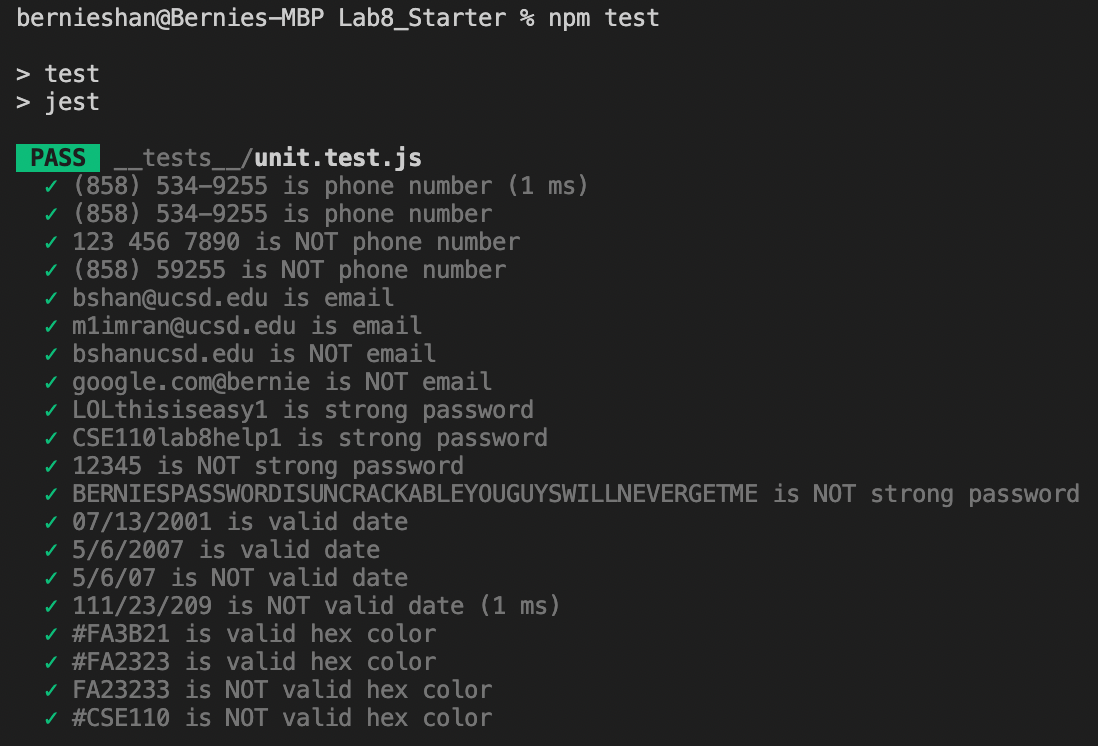 bernieshan@Bernies-MBP Lab8_Starter % npm test
> test
> jest
PASS __tests__/unit.test.js
✓ (858) 534-9255 is phone number (1 ms)
✓ (858) 534-9255 is phone number
✓ 123 456 7890 is NOT phone number
✓ (858) 59255 is NOT phone number
✓ bshan@ucsd.edu is email
✓ m1imran@ucsd.edu is email
✓ bshanucsd.edu is NOT email
✓ google.com@bernie is NOT email
✓ LOLthisiseasy1 is strong password
✓ CSE110lab8help1 is strong password
✓ 12345 is NOT strong password
✓ BERNIESPASSWORDISUNCRACKABLEYOUGUYSWILLNEVERGETME is NOT strong password
✓ 07/13/2001 is valid date
✓ 5/6/2007 is valid date
✓ 5/6/07 is NOT valid date
✓ 111/23/209 is NOT valid date (1 ms)
✓ #FA3B21 is valid hex color
✓ #FA2323 is valid hex color
✓ FA23233 is NOT valid hex color
✓ #CSE110 is NOT valid hex color